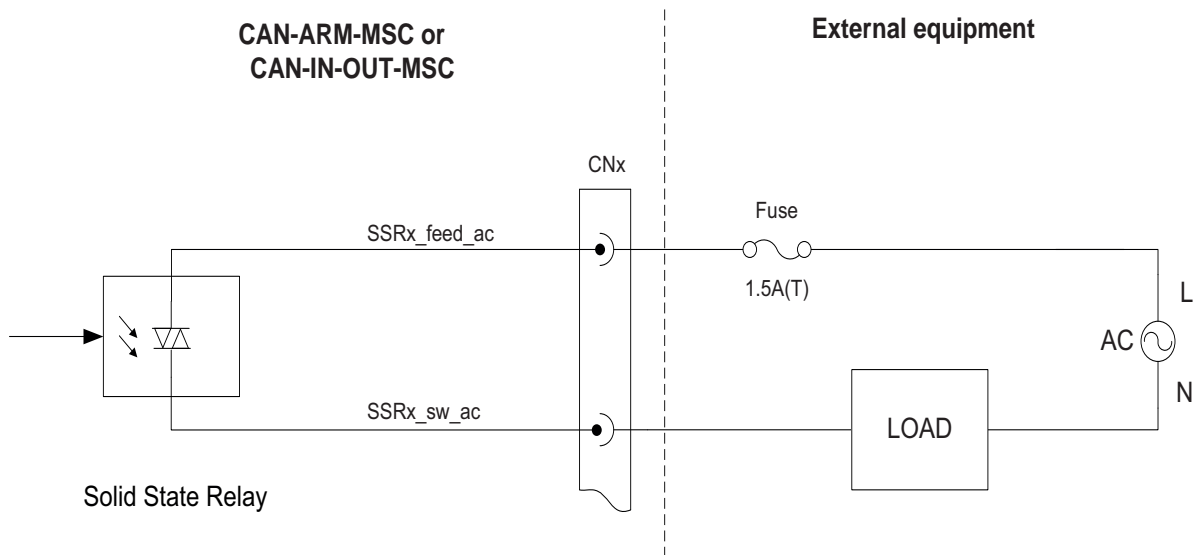 CAN-ARM-MSC or
CAN-IN-OUT-MSC
External equipment
CNx
Fuse
SSRx_feed_ac
1.5A(T)
L
AC
N
SSRx_sw_ac
LOAD
Solid State Relay